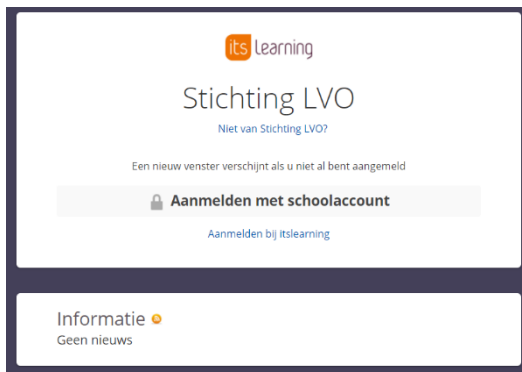 its learning
Stichting LVO
Niet van Stichting LVO?
Een nieuw venster verschijnt als u niet al bent aangemeld
Aanmelden met schoolaccount
Aanmelden bij itslearning
Informatie
Geen nieuws